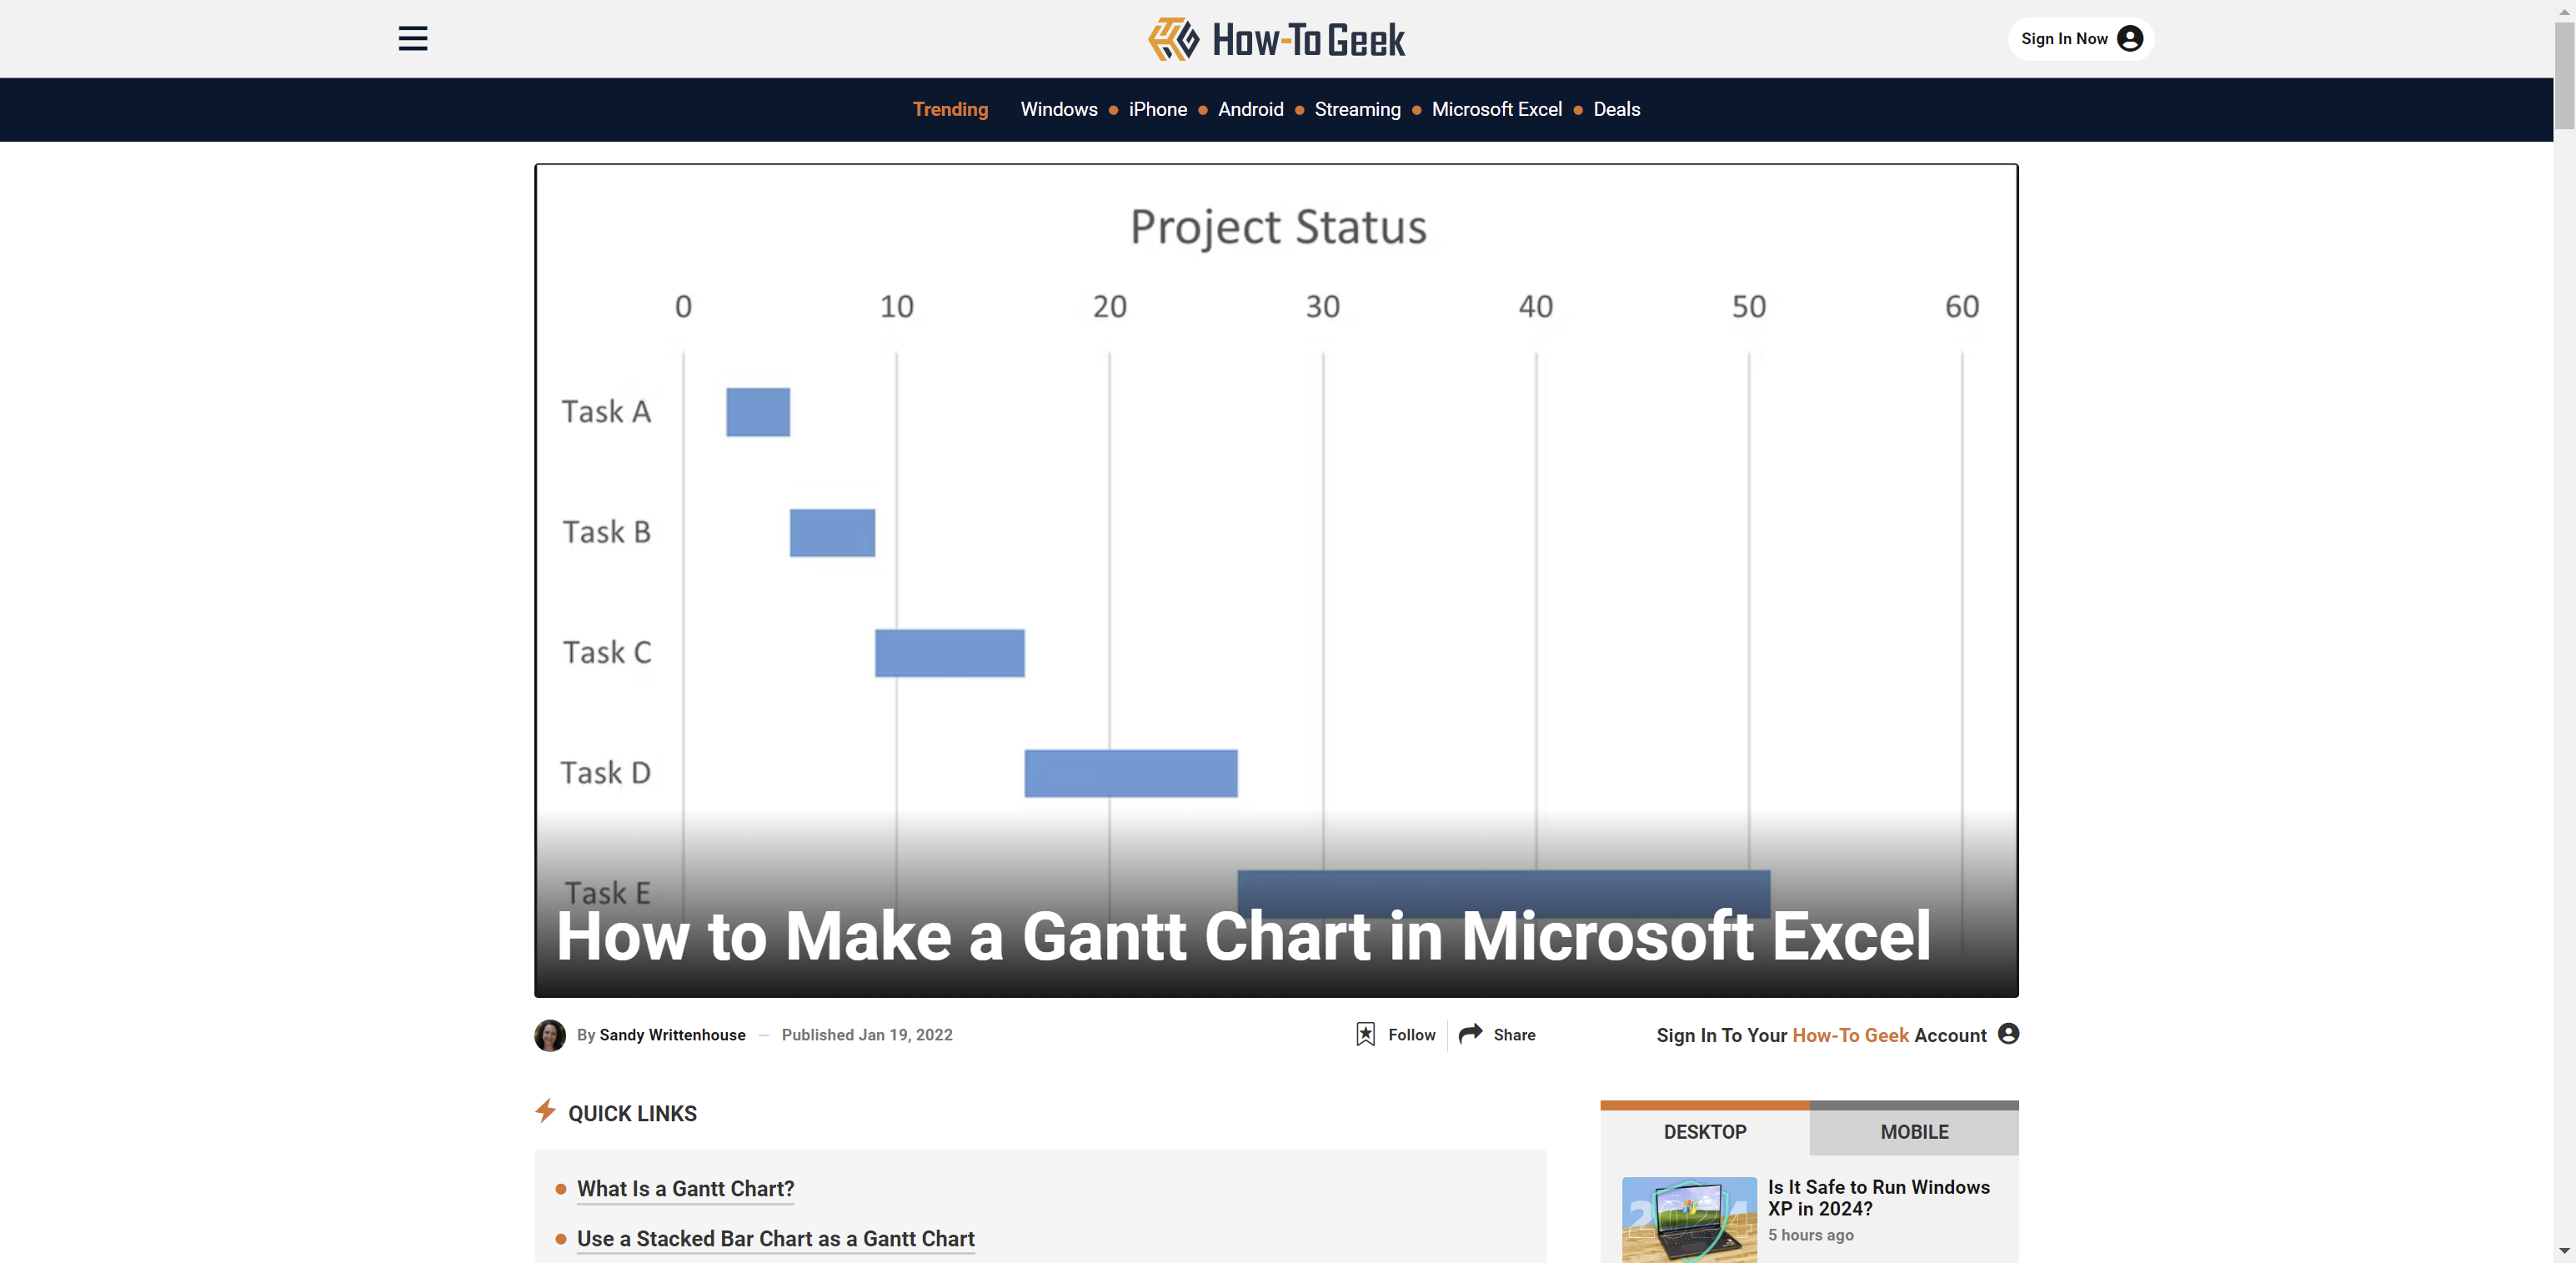 How-To Geek
Sign In Now
Trending Windows iPhone Android Streaming Microsoft Excel Deals
Project Status
0 10 20 30 40 50 60
Task A
Task B
Task C
Task D
Task E
How to Make a Gantt Chart in Microsoft Excel
By Sandy Writtenhouse — Published Jan 19, 2022
Follow
Share
Sign In To Your How-To Geek Account
QUICK LINKS
What Is a Gantt Chart?
Use a Stacked Bar Chart as a Gantt Chart
DESKTOP
MOBILE
2024
Is It Safe to Run Windows
XP in 2024?
5 hours ago